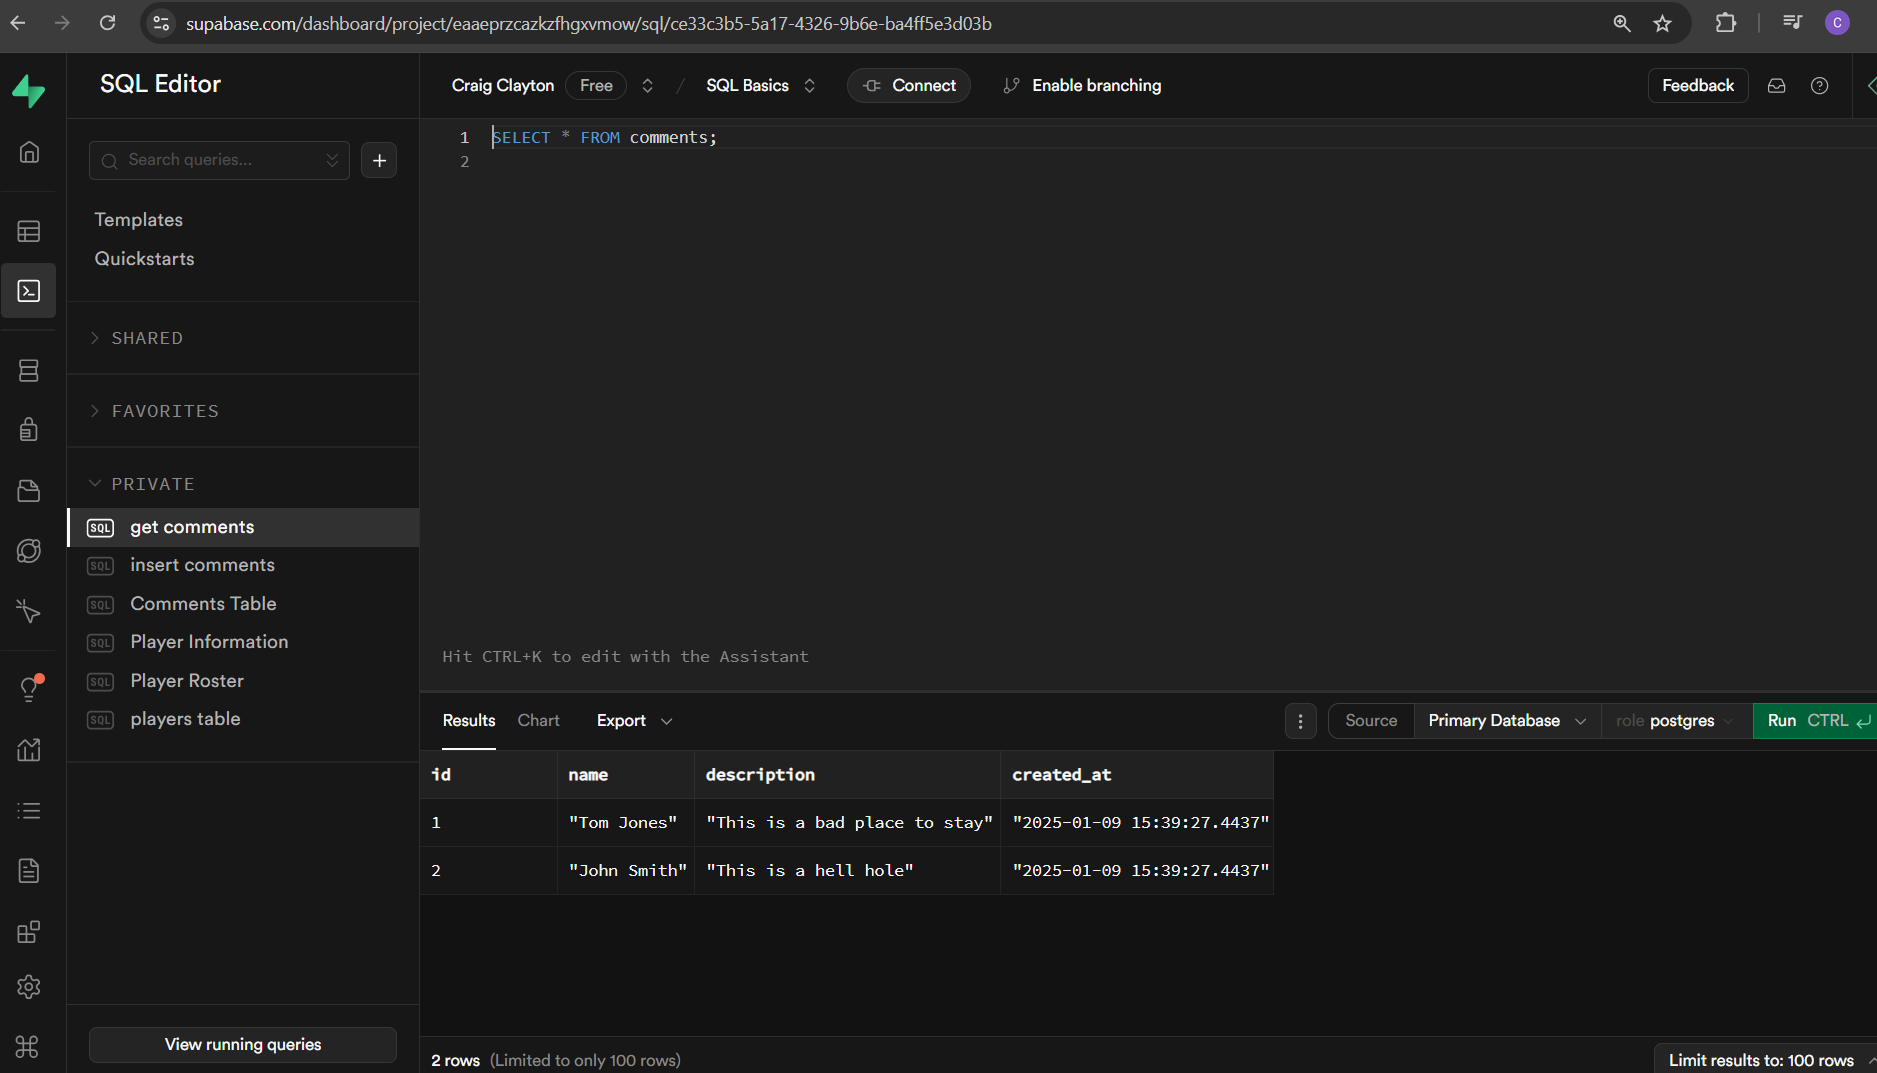 supabase.com/dashboard/project/eaaeprzcazkzfhgxvmow/sql/ce33c3b5-5a17-4326-9b6e-ba4ff5e3d03b
C
SQL Editor
Craig Clayton Free / SQL Basics Connect Enable branching Feedback
Search queries...
Templates
Quickstarts
SHARED
FAVORITES
PRIVATE
SQL get comments
SQL insert comments
SQL Comments Table
SQL Player Information
SQL Player Roster
SQL players table
View running queries
1 SELECT * FROM comments;
2
Hit CTRL+K to edit with the Assistant
Results Chart Export Source Primary Database role postgres Run CTRL
id name description created_at
1 "Tom Jones" "This is a bad place to stay" "2025-01-09 15:39:27.4437"
2 "John Smith" "This is a hell hole" "2025-01-09 15:39:27.4437"
2 rows (Limited to only 100 rows) Limit results to: 100 rows